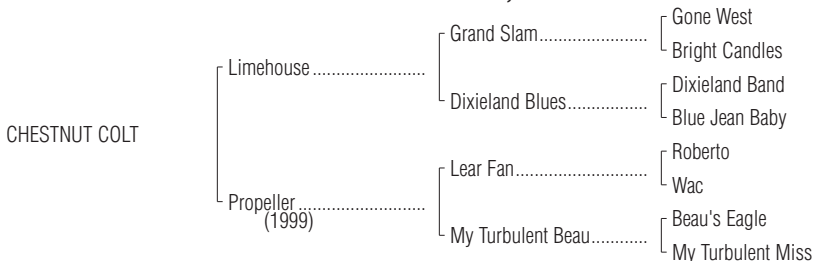 Gone West
Grand Slam..........................
Bright Candles
Limehouse ........................
Dixieland Band
Dixieland Blues.................
Blue Jean Baby
CHESTNUT COLT
Roberto
Lear Fan............................
Wac
Propeller ...........................
(1999)
Beau's Eagle
My Turbulent Beau............
My Turbulent Miss